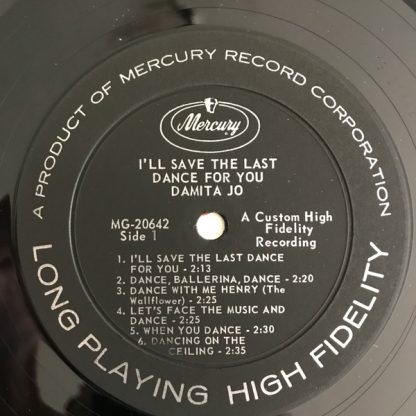 A PRODUCT OF MERCURY RECORD CORPORATION
Mercury
I'LL SAVE THE LAST
DANCE FOR YOU
DAMITA JO
MG-20642
Side 1
A Custom High
Fidelity
Recording
1. I'LL SAVE THE LAST DANCE
FOR YOU - 2:13
2. DANCE, BALLERINA, DANCE - 2:20
3. DANCE WITH ME HENRY (The
Wallflower) - 2:25
4. LET'S FACE THE MUSIC AND
DANCE - 2:25
5. WHEN YOU DANCE - 2:30
6. DANCING ON THE
CEILING - 2:35
LONG PLAYING HIGH FIDELITY